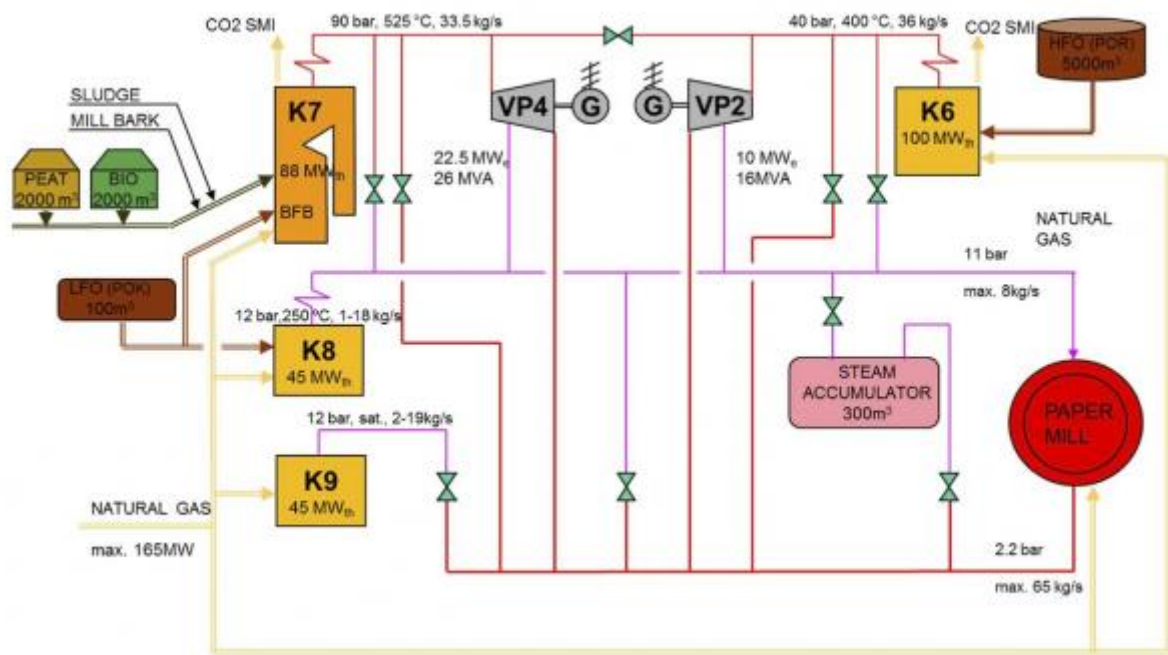 CO2 SMI
90 bar, 525 °C, 33.5 kg/s
40 bar, 400 °C, 36 kg/s
CO2 SMI
HFO (POR)
5000m³
SLUDGE
MILL BARK
K7
88 MWth
BFB
VP4
G
G
VP2
K6
100 MWth
PEAT
2000 m³
BIO
2000 m³
22.5 MWe
26 MVA
10 MWe
16MVA
NATURAL
GAS
LFO (POK)
100m³
11 bar
max. 8kg/s
12 bar,250 °C, 1-18 kg/s
K8
45 MWth
STEAM
ACCUMULATOR
300m³
PAPER
MILL
12 bar, sat., 2-19kg/s
K9
45 MWth
NATURAL GAS
max. 165MW
2.2 bar
max. 65 kg/s